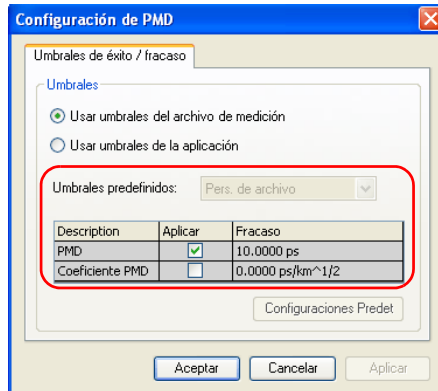 Configuración de PMD
Umbrales de éxito / fracaso
Umbrales
Usar umbrales del archivo de medición
Usar umbrales de la aplicación
Umbrales predefinidos: Pers. de archivo
Description Aplicar Fracaso
PMD 10.0000 ps
Coeficiente PMD 0.0000 ps/km^1/2
Configuraciones Predet
Aceptar Cancelar Aplicar